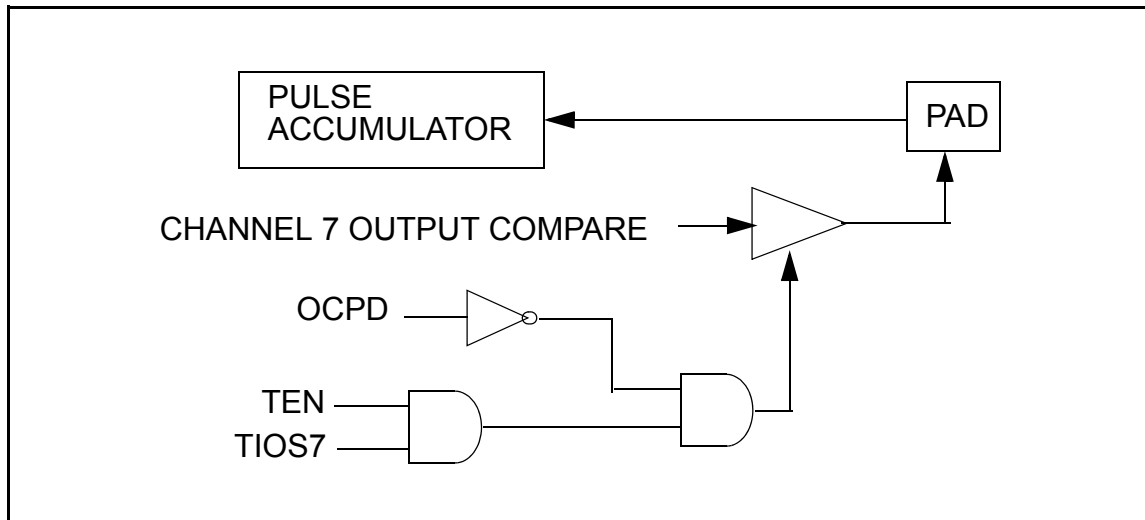 PULSE
ACCUMULATOR
PAD
CHANNEL 7 OUTPUT COMPARE
OCPD
TEN
TIOS7